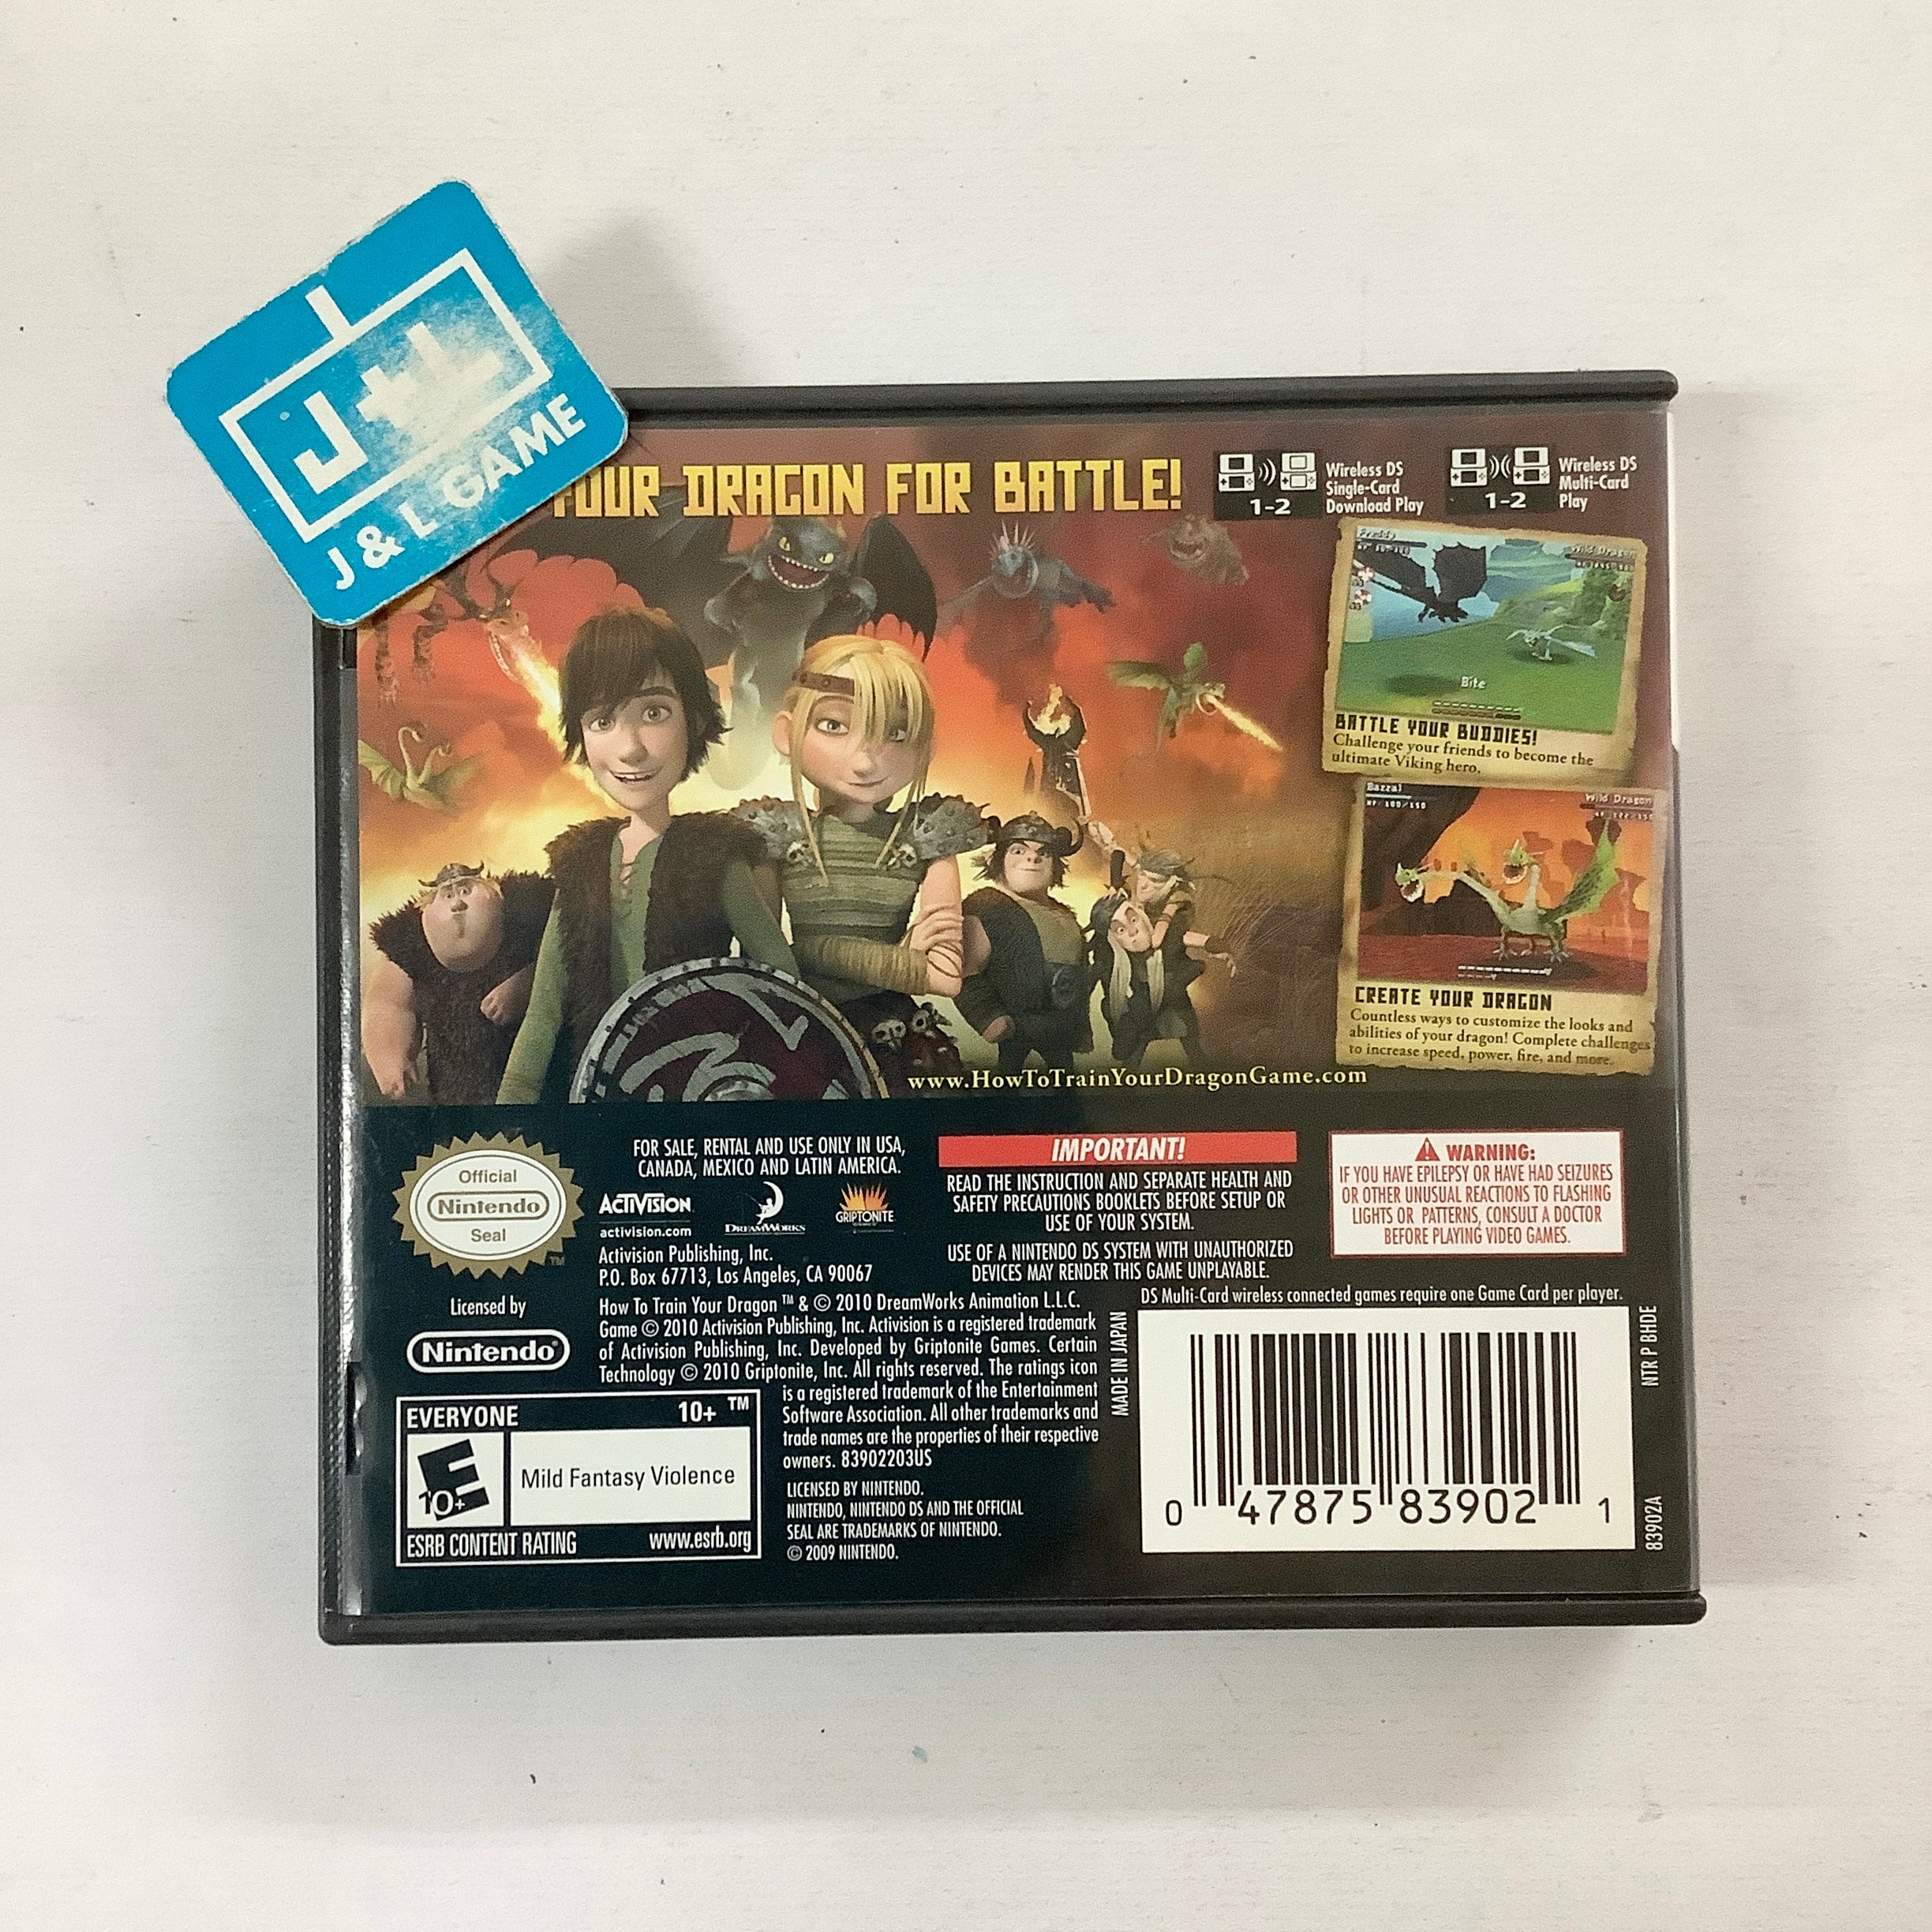 J+L
J & L GAME
YOUR DRAGON FOR BATTLE!
1-2
Wireless DS
Single-Card
Download Play
1-2
Wireless DS
Multi-Card
Play
Wild Dragon
Bite
BATTLE YOUR BUDDIES!
Challenge your friends to become the
ultimate Viking hero.
Wild Dragon
CREATE YOUR DRAGON
Countless ways to customize the looks and
abilities of your dragon! Complete challenges
to increase speed, power, fire, and more.
www.HowToTrainYourDragonGame.com
Official
Nintendo
Seal
TM
Licensed by
Nintendo®
FOR SALE, RENTAL AND USE ONLY IN USA,
CANADA, MEXICO AND LATIN AMERICA.
ACTIVISION
activision.com
DREAMWORKS
GRIPTONITE
Activision Publishing, Inc.
P.O. Box 67713, Los Angeles, CA 90067
How To Train Your Dragon ™ & © 2010 DreamWorks Animation L.L.C.
Game © 2010 Activision Publishing, Inc. Activision is a registered trademark
of Activision Publishing, Inc. Developed by Griptonite Games. Certain
Technology © 2010 Griptonite, Inc. All rights reserved. The ratings icon
is a registered trademark of the Entertainment
Software Association. All other trademarks and
trade names are the properties of their respective
owners. 83902203US
LICENSED BY NINTENDO.
NINTENDO, NINTENDO DS AND THE OFFICIAL
SEAL ARE TRADEMARKS OF NINTENDO.
© 2009 NINTENDO.
EVERYONE 10+ ™
E
10+
Mild Fantasy Violence
ESRB CONTENT RATING www.esrb.org
IMPORTANT!
READ THE INSTRUCTION AND SEPARATE HEALTH AND
SAFETY PRECAUTIONS BOOKLETS BEFORE SETUP OR
USE OF YOUR SYSTEM.
USE OF A NINTENDO DS SYSTEM WITH UNAUTHORIZED
DEVICES MAY RENDER THIS GAME UNPLAYABLE.
WARNING:
IF YOU HAVE EPILEPSY OR HAVE HAD SEIZURES
OR OTHER UNUSUAL REACTIONS TO FLASHING
LIGHTS OR PATTERNS, CONSULT A DOCTOR
BEFORE PLAYING VIDEO GAMES.
DS Multi-Card wireless connected games require one Game Card per player.
MADE IN JAPAN
0 47875 83902 1
NTR P BHDE
83902A